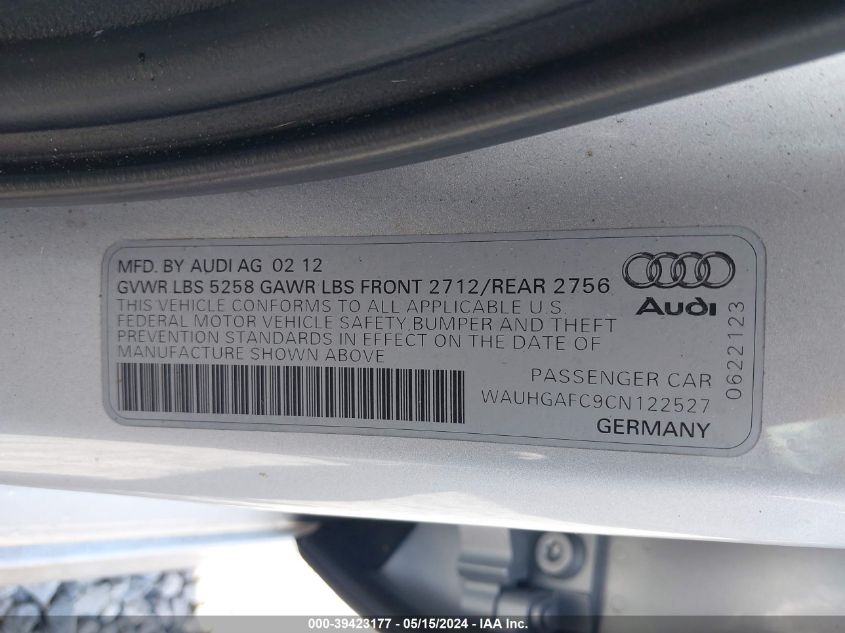 MFD. BY AUDI AG 02 12
GVWR LBS 5258 GAWR LBS FRONT 2712/REAR 2756
THIS VEHICLE CONFORMS TO ALL APPLICABLE U.S.
FEDERAL MOTOR VEHICLE SAFETY, BUMPER AND THEFT
PREVENTION STANDARDS IN EFFECT ON THE DATE OF
MANUFACTURE SHOWN ABOVE
Audi
0622123
PASSENGER CAR
WAUHGAFC9CN122527
GERMANY
000-39423177 - 05/15/2024 - IAAI.com